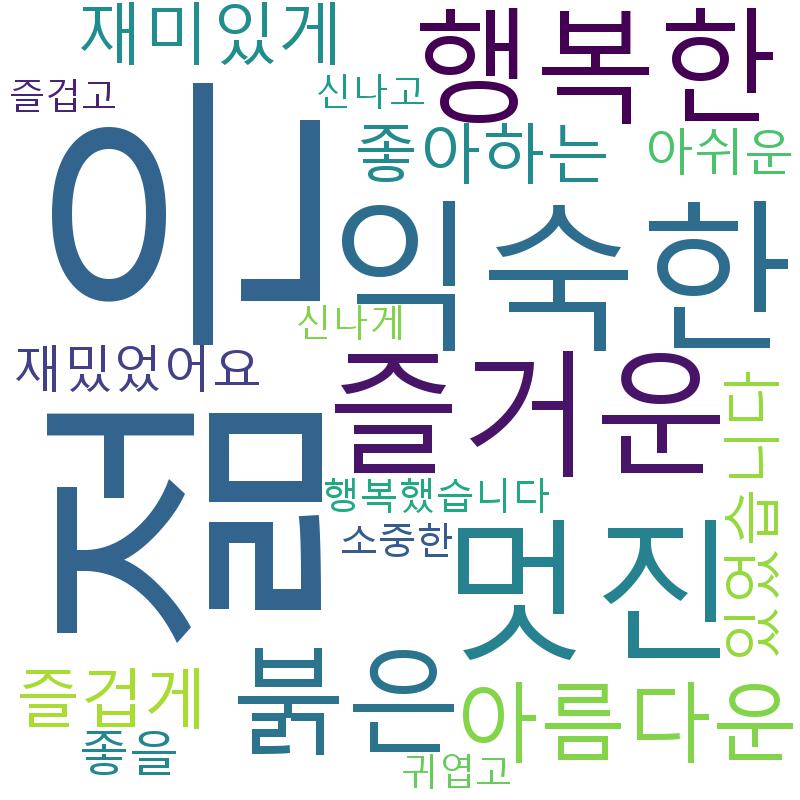 재미있게
행복한
즐겁고
신나고
젊은
좋아하는
아쉬운
익숙한
신나게
재밌었어요
즐거운
있었습니다
행복했습니다
소중한
멋진
붉은
즐겁게
아름다운
좋을
귀엽고